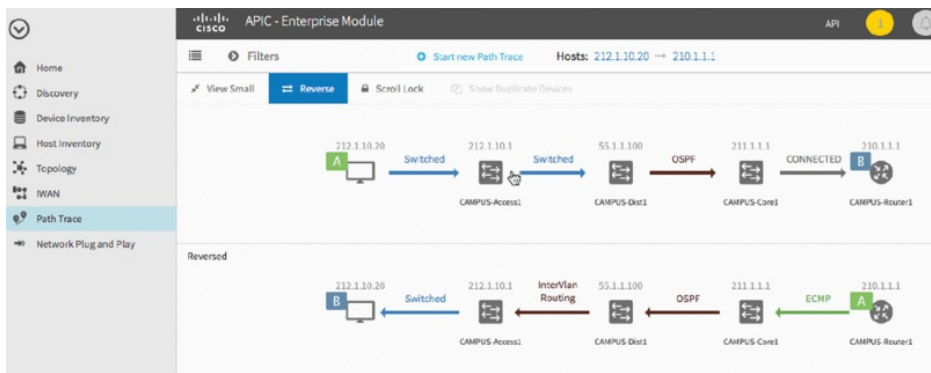 CISCO APIC - Enterprise Module API 1
Filters Start new Path Trace Hosts: 212.1.10.20 → 210.1.1.1
View Small Reverse Scroll Lock Show Duplicate Devices
Home
Discovery
Device Inventory
Host Inventory
Topology
IWAN
Path Trace
Network Plug and Play
212.1.10.20 212.1.10.1 55.1.1.100 211.1.1.1 210.1.1.1
A Switched Switched OSPF CONNECTED B
CAMPUS-Access1 CAMPUS-Dist1 CAMPUS-Core1 CAMPUS-Router1
Reversed
212.1.10.20 212.1.10.1 InterVlan Routing 55.1.1.100 211.1.1.1 210.1.1.1
B Switched OSPF ECMP A
CAMPUS-Access1 CAMPUS-Dist1 CAMPUS-Core1 CAMPUS-Router1